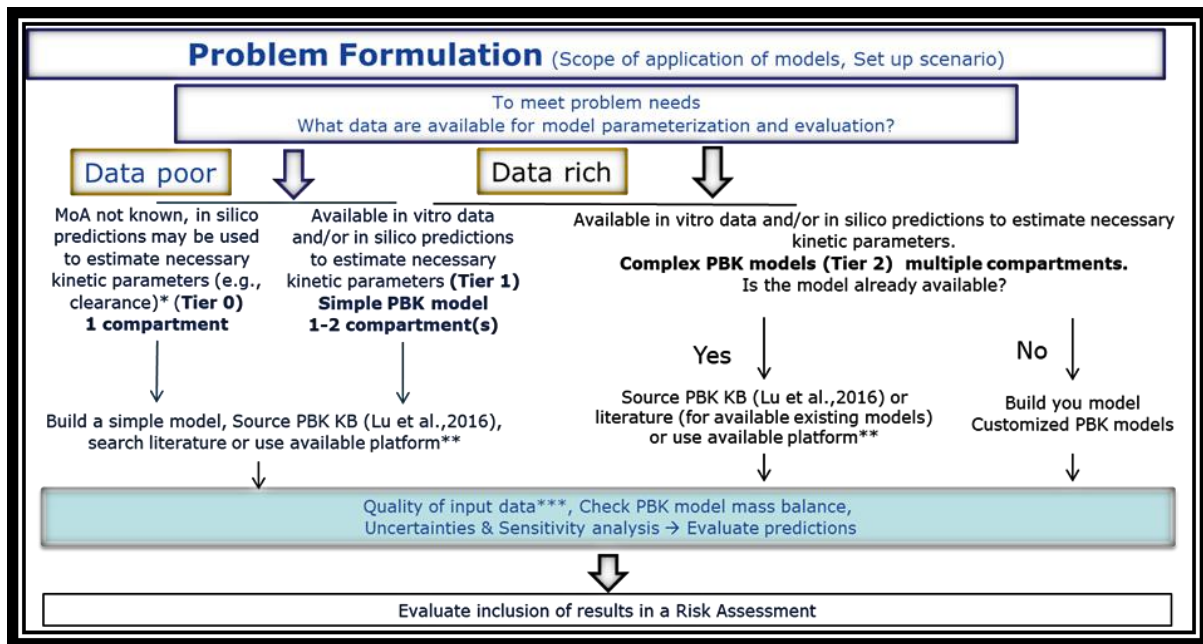 Problem Formulation (Scope of application of models, Set up scenario)
To meet problem needs
What data are available for model parameterization and evaluation?
Data poor
Data rich
MoA not known, in silico
predictions may be used
to estimate necessary
kinetic parameters (e.g.,
clearance)* (Tier 0)
1 compartment
Available in vitro data
and/or in silico predictions
to estimate necessary
kinetic parameters (Tier 1)
Simple PBK model
1-2 compartment(s)
Available in vitro data and/or in silico predictions to estimate necessary
kinetic parameters.
Complex PBK models (Tier 2) multiple compartments.
Is the model already available?
Yes
No
Build a simple model, Source PBK KB (Lu et al.,2016),
search literature or use available platform**
Source PBK KB (Lu et al.,2016) or
literature (for available existing models)
or use available platform**
Build you model
Customized PBK models
Quality of input data***, Check PBK model mass balance,
Uncertainties & Sensitivity analysis → Evaluate predictions
Evaluate inclusion of results in a Risk Assessment